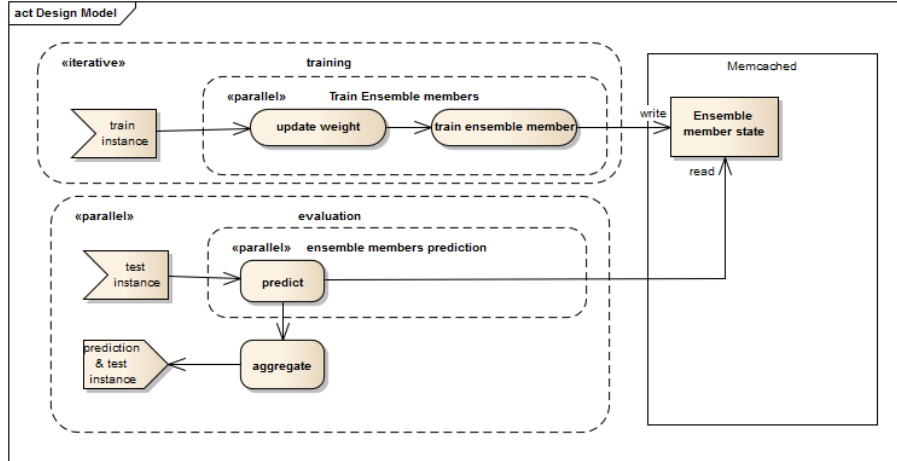 act Design Model
«iterative»
training
Memcached
«parallel»
Train Ensemble members
train
instance
update weight
train ensemble member
write
Ensemble
member state
read
«parallel»
evaluation
«parallel»
ensemble members prediction
test
instance
predict
prediction
& test
instance
aggregate